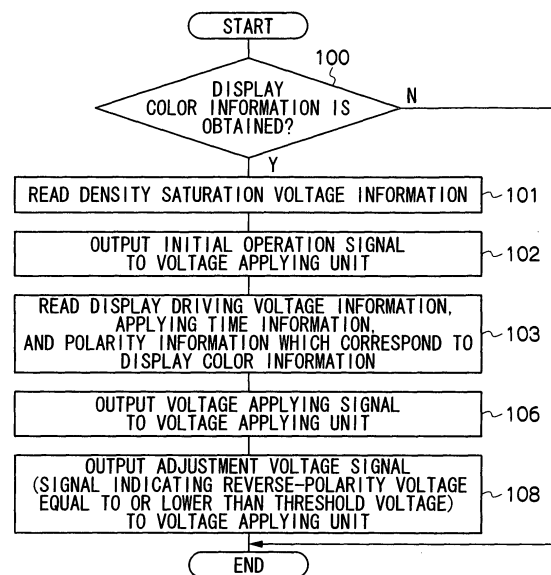 START
100
DISPLAY
COLOR INFORMATION IS
OBTAINED?
N
Y
READ DENSITY SATURATION VOLTAGE INFORMATION
101
OUTPUT INITIAL OPERATION SIGNAL
TO VOLTAGE APPLYING UNIT
102
READ DISPLAY DRIVING VOLTAGE INFORMATION,
APPLYING TIME INFORMATION,
AND POLARITY INFORMATION WHICH CORRESPOND TO
DISPLAY COLOR INFORMATION
103
OUTPUT VOLTAGE APPLYING SIGNAL
TO VOLTAGE APPLYING UNIT
106
OUTPUT ADJUSTMENT VOLTAGE SIGNAL
(SIGNAL INDICATING REVERSE-POLARITY VOLTAGE
EQUAL TO OR LOWER THAN THRESHOLD VOLTAGE)
TO VOLTAGE APPLYING UNIT
108
END